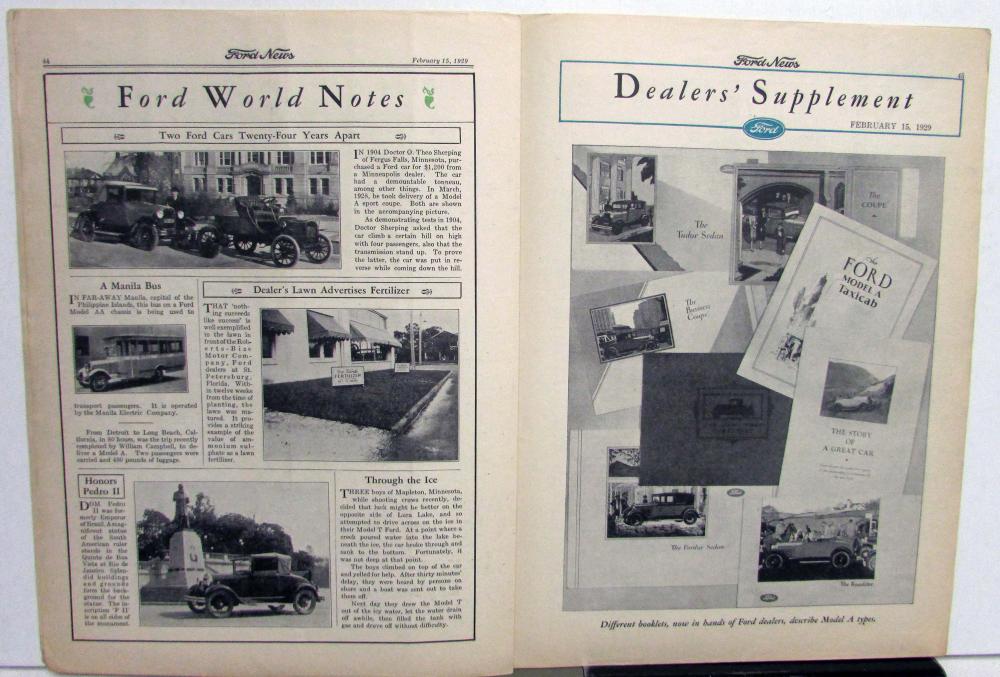 44
Ford News
February 15, 1929
Ford World Notes
Two Ford Cars Twenty-Four Years Apart
IN 1904 Doctor O. Theo Sherping
of Fergus Falls, Minnesota, pur-
chased a Ford car for $1,200 from
a Minneapolis dealer. The car
had a demountable tonneau,
among other things. In March,
1928, he took delivery of a Model
A sport coupe. Both are shown
in the accompanying picture.
As demonstrating tests in 1904,
Doctor Sherping asked that the
car climb a certain hill on high
with four passengers, also that the
transmission stand up. To prove
the latter, the car was put in re-
verse while coming down the hill.
A Manila Bus
IN FAR-AWAY Manila, capital of the
Philippine Islands, this bus on a Ford
Model AA chassis is being used to
transport passengers. It is operated
by the Manila Electric Company.
From Detroit to Long Beach, Cal-
ifornia, in 80 hours, was the trip recently
completed by William Campbell, to de-
liver a Model A. Two passengers were
carried and 480 pounds of luggage.
Dealer's Lawn Advertises Fertilizer
THAT 'noth-
ing succeeds
like success' is
well exemplified
in the lawn in
front of the Rob-
erts-Bize
Motor Com-
pany, Ford
dealers at St.
Petersburg,
Florida. With-
in twelve weeks
from the time of
planting, the
lawn was ma-
tured. It pro-
vides a striking
example of the
value of am-
monium sul-
phate as a lawn
fertilizer.
FERTILIZER
Honors
Pedro II
DOM Pedro
II was for-
merly Emperor
of Brazil. A mag-
nificent statue
of the South
American ruler
stands in the
Quinta de Boa
Vista at Rio de
Janeiro. Splen-
did buildings
and grounds
form the back-
ground for the
statue. The in-
scription 'P II'
is on all sides of
the monument.
Through the Ice
THREE boys of Mapleton, Minnesota,
while shooting crows recently, de-
cided that luck might be better on the
opposite side of Lura Lake, and so
attempted to drive across on the ice in
their Model T Ford. At a point where a
creek poured water into the lake be-
neath the ice, the car broke through and
sank to the bottom. Fortunately, it
was not deep at that point.
The boys climbed on top of the car
and yelled for help. After thirty minutes'
delay, they were heard by persons on
shore and a boat was sent out to take
them off.
Next day they drew the Model T
out of the icy water, let the water drain
off awhile, then filled the tank with
gas and drove off without difficulty.
Ford News
Dealers' Supplement
Ford
FEBRUARY 15, 1929
The
Tudor Sedan
The
COUPE
The
FORD
MODEL A
Taxicab
The
Business
Coupe
THE STORY
OF
A GREAT CAR
Ford
The Fordor Sedan
The Roadster
Ford
Different booklets, now in hands of Ford dealers, describe Model A types.